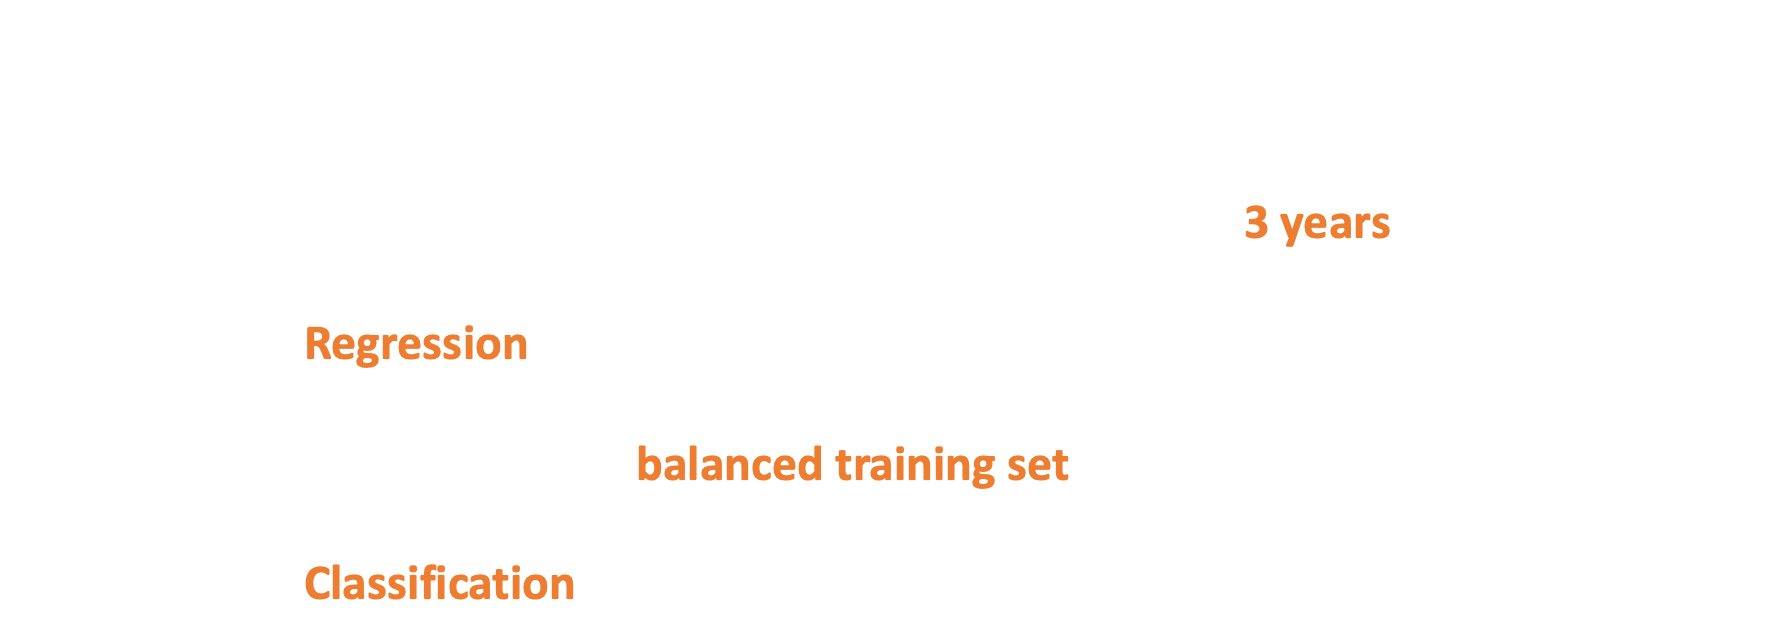 3 years
Regression
balanced training set
Classification